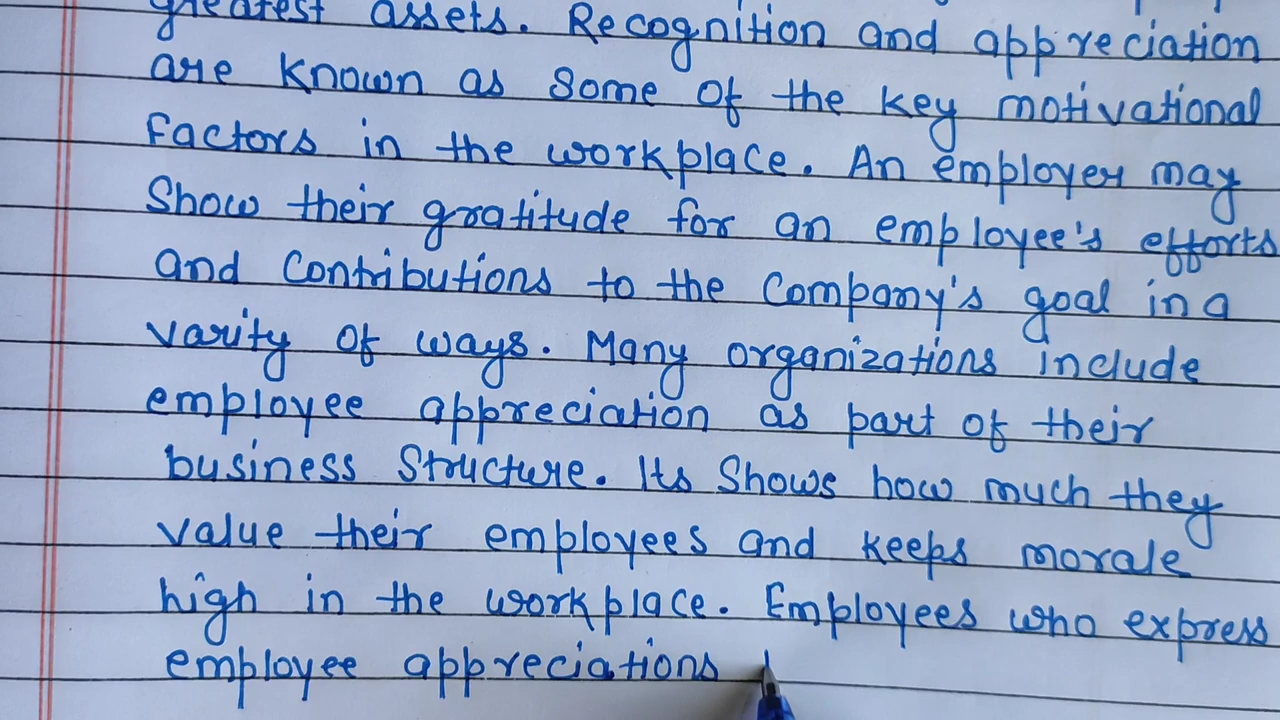 greatest assets. Recognition and appreciation
are known as some of the key motivational
Factors in the workplace. An employer may
Show their gratitude for an employee's efforts
and Contributions to the Company's goal in a
varity of ways. Many organizations include
employee appreciation as part of their
business Structure. Its Shows how much they
value their employees and keeps morale
high in the workplace. Employees who express
employee appreciations